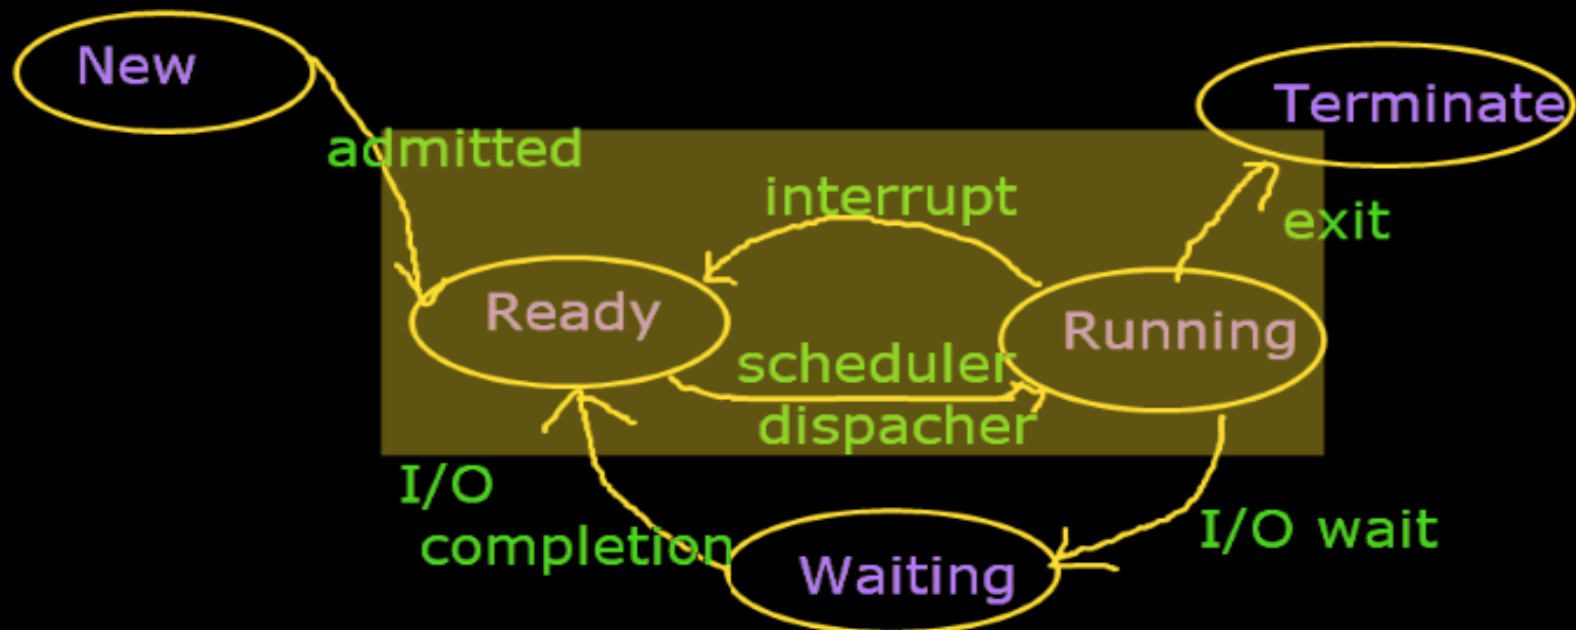 New
Terminate
admitted
interrupt
exit
Ready
Running
scheduler
dispacher
I/O
completion
I/O wait
Waiting